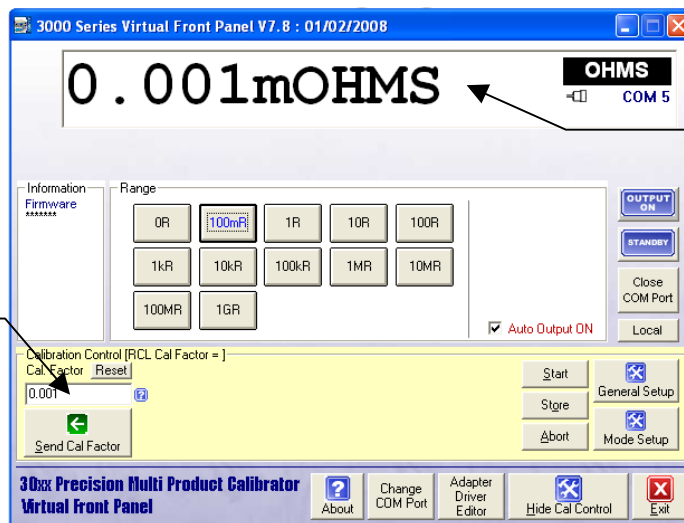 3000 Series Virtual Front Panel V7.8 : 01/02/2008
0.001mOHMS
OHMS
COM 5
Information
Firmware
*******
Range
0R 100mR 1R 10R 100R
1kR 10kR 100kR 1MR 10MR
100MR 1GR
Auto Output ON
OUTPUT
ON
STANDBY
Close
COM Port
Local
Calibration Control [RCL Cal Factor = ]
Cal. Factor Reset
0.001
Send Cal Factor
Start
Store
Abort
General Setup
Mode Setup
30xx Precision Multi Product Calibrator
Virtual Front Panel
About
Change
COM Port
Adapter
Driver
Editor
Hide Cal Control
Exit